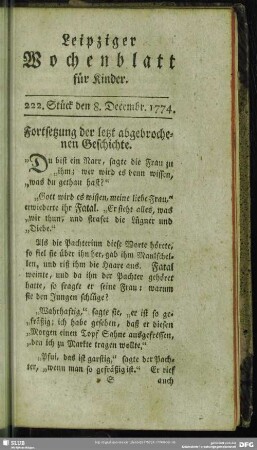 Leipziger
Wochenblatt
für Kinder.
222. Stück den 8. Decembr. 1774.
Fortsetzung der letzt abgebroche-
nen Geschichte.
„Du bist ein Narr, sagte die Frau zu
„ihm; wer wird es denn wissen,
„was du gethan hast?“
„Gott wird es wissen, meine liebe Frau,“
erwiederte ihr Fatal. „Er sieht alles, was
„wir thun; und strafet die Lügner und
„Diebe.“
Als die Pachterinn diese Worte hörete,
so fiel sie über ihn her, gab ihm Maulschel-
len, und riß ihm die Haare aus. Fatal
weinte, und da ihn der Pachter gehöret
hatte, so fragte er seine Frau: warum
sie den Jungen schlüge?
„Wahrhaftig,“ sagte sie, „er ist so ge-
„fräßig; ich habe gesehen, daß er diesen
„Morgen einen Topf Sahne ausgefressen,
„den ich zu Markte tragen wollte.“
„Pfui, das ist garstig,“ sagte der Pach-
ter, „wenn man so gefräßig ist.“ Er rief
S auch
SLUB
DFG